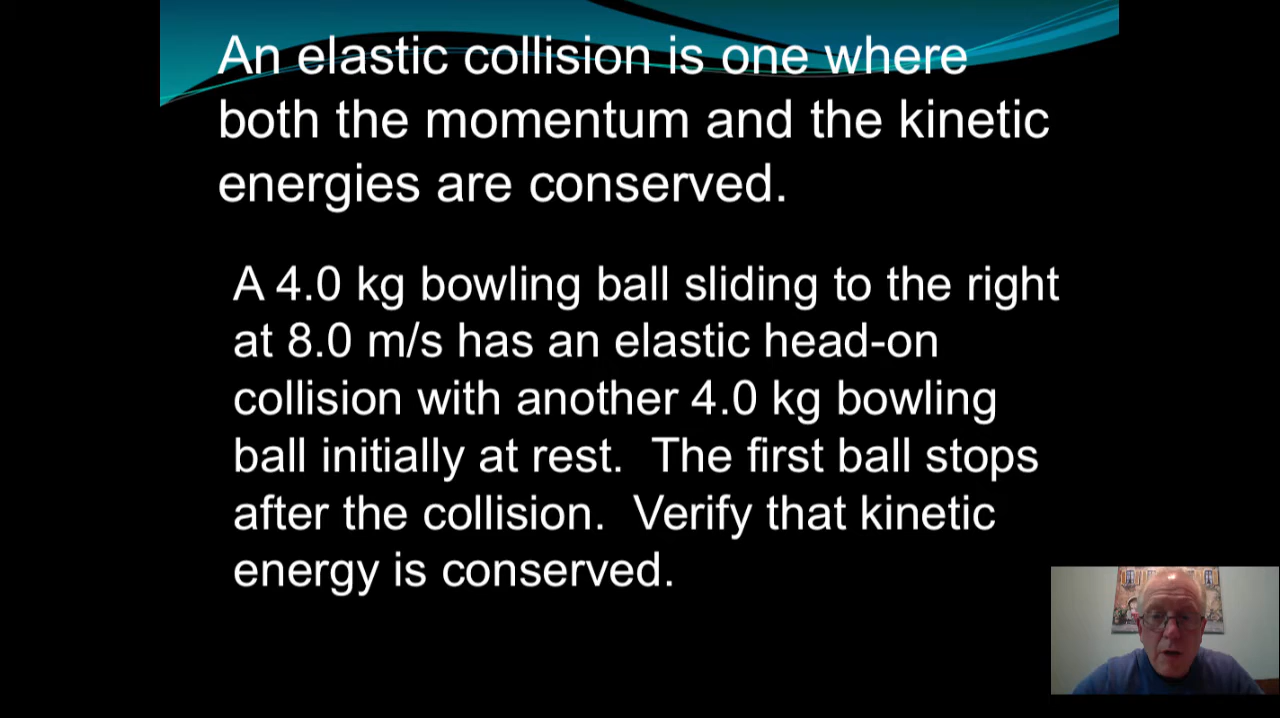 An elastic collision is one where
both the momentum and the kinetic
energies are conserved.
A 4.0 kg bowling ball sliding to the right
at 8.0 m/s has an elastic head-on
collision with another 4.0 kg bowling
ball initially at rest.  The first ball stops
after the collision.  Verify that kinetic
energy is conserved.